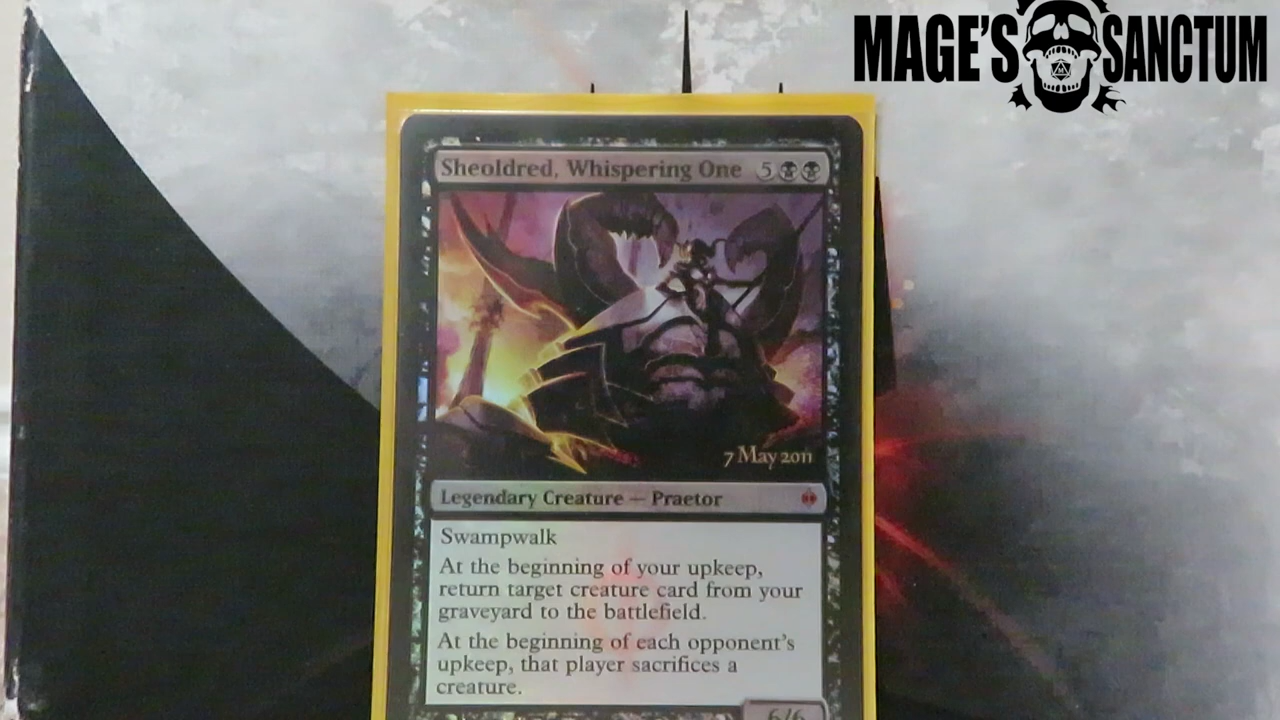 MAGE'S SANCTUM
Sheoldred, Whispering One 5
7 May 2011
Legendary Creature — Praetor
Swampwalk
At the beginning of your upkeep,
return target creature card from your
graveyard to the battlefield.
At the beginning of each opponent's
upkeep, that player sacrifices a
creature.
6/6